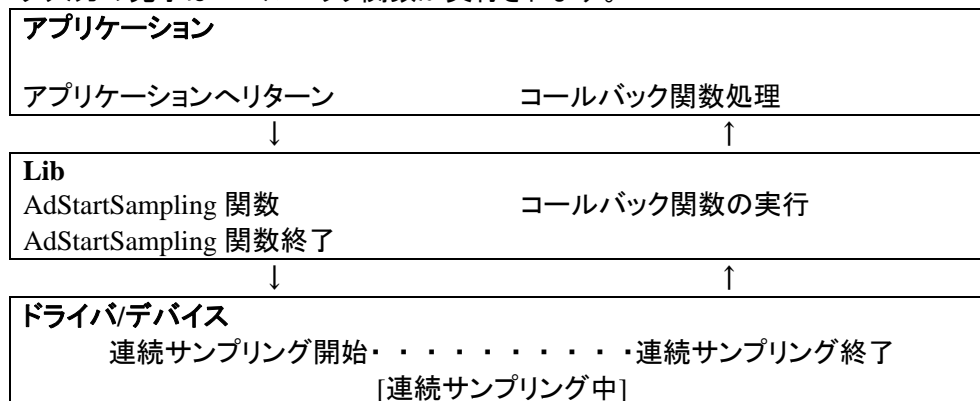 アプリケーション
アプリケーションへリターン コールバック関数処理
↓ ↑
Lib
AdStartSampling 関数 コールバック関数の実行
AdStartSampling 関数終了
↓ ↑
ドライバ/デバイス
連続サンプリング開始・・・・・・・・・・・連続サンプリング終了
[連続サンプリング中]